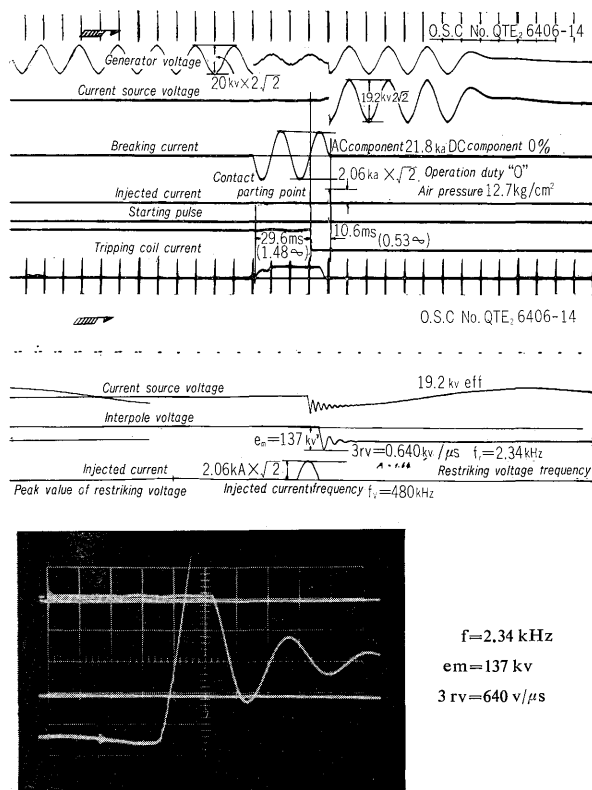 O.S.C No. QTE₂ 6406-14
Generator voltage
20 kv×2√2
Current source voltage
19.2 kv 2√2
Breaking current
AC component 21.8 ka DC component 0%
Contact parting point
2.06 ka ×√2
Operation duty "O"
Air pressure 12.7kg/cm²
Injected current
Starting pulse
29.6ms
(1.48 ∞)
10.6ms
(0.53 ∞)
Tripping coil current
O.S.C No. QTE₂ 6406-14
Current source voltage
19.2 kv eff
Interpole voltage
em=137 kv
3rv=0.640 kv/μs
fr=2.34kHz
Injected current
2.06kA×√2
Restriking voltage frequency
Peak value of restriking voltage
Injected current frequency fv=480kHz
f=2.34 kHz
em=137 kv
3 rv=640 v/μs